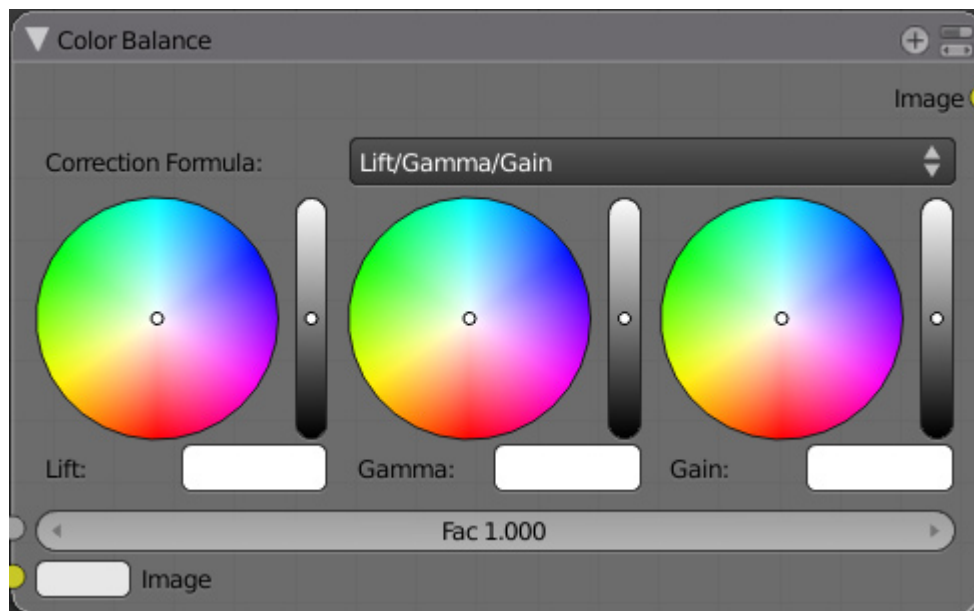 Color Balance
Image
Correction Formula: Lift/Gamma/Gain
Lift: Gamma: Gain:
Fac 1.000
Image